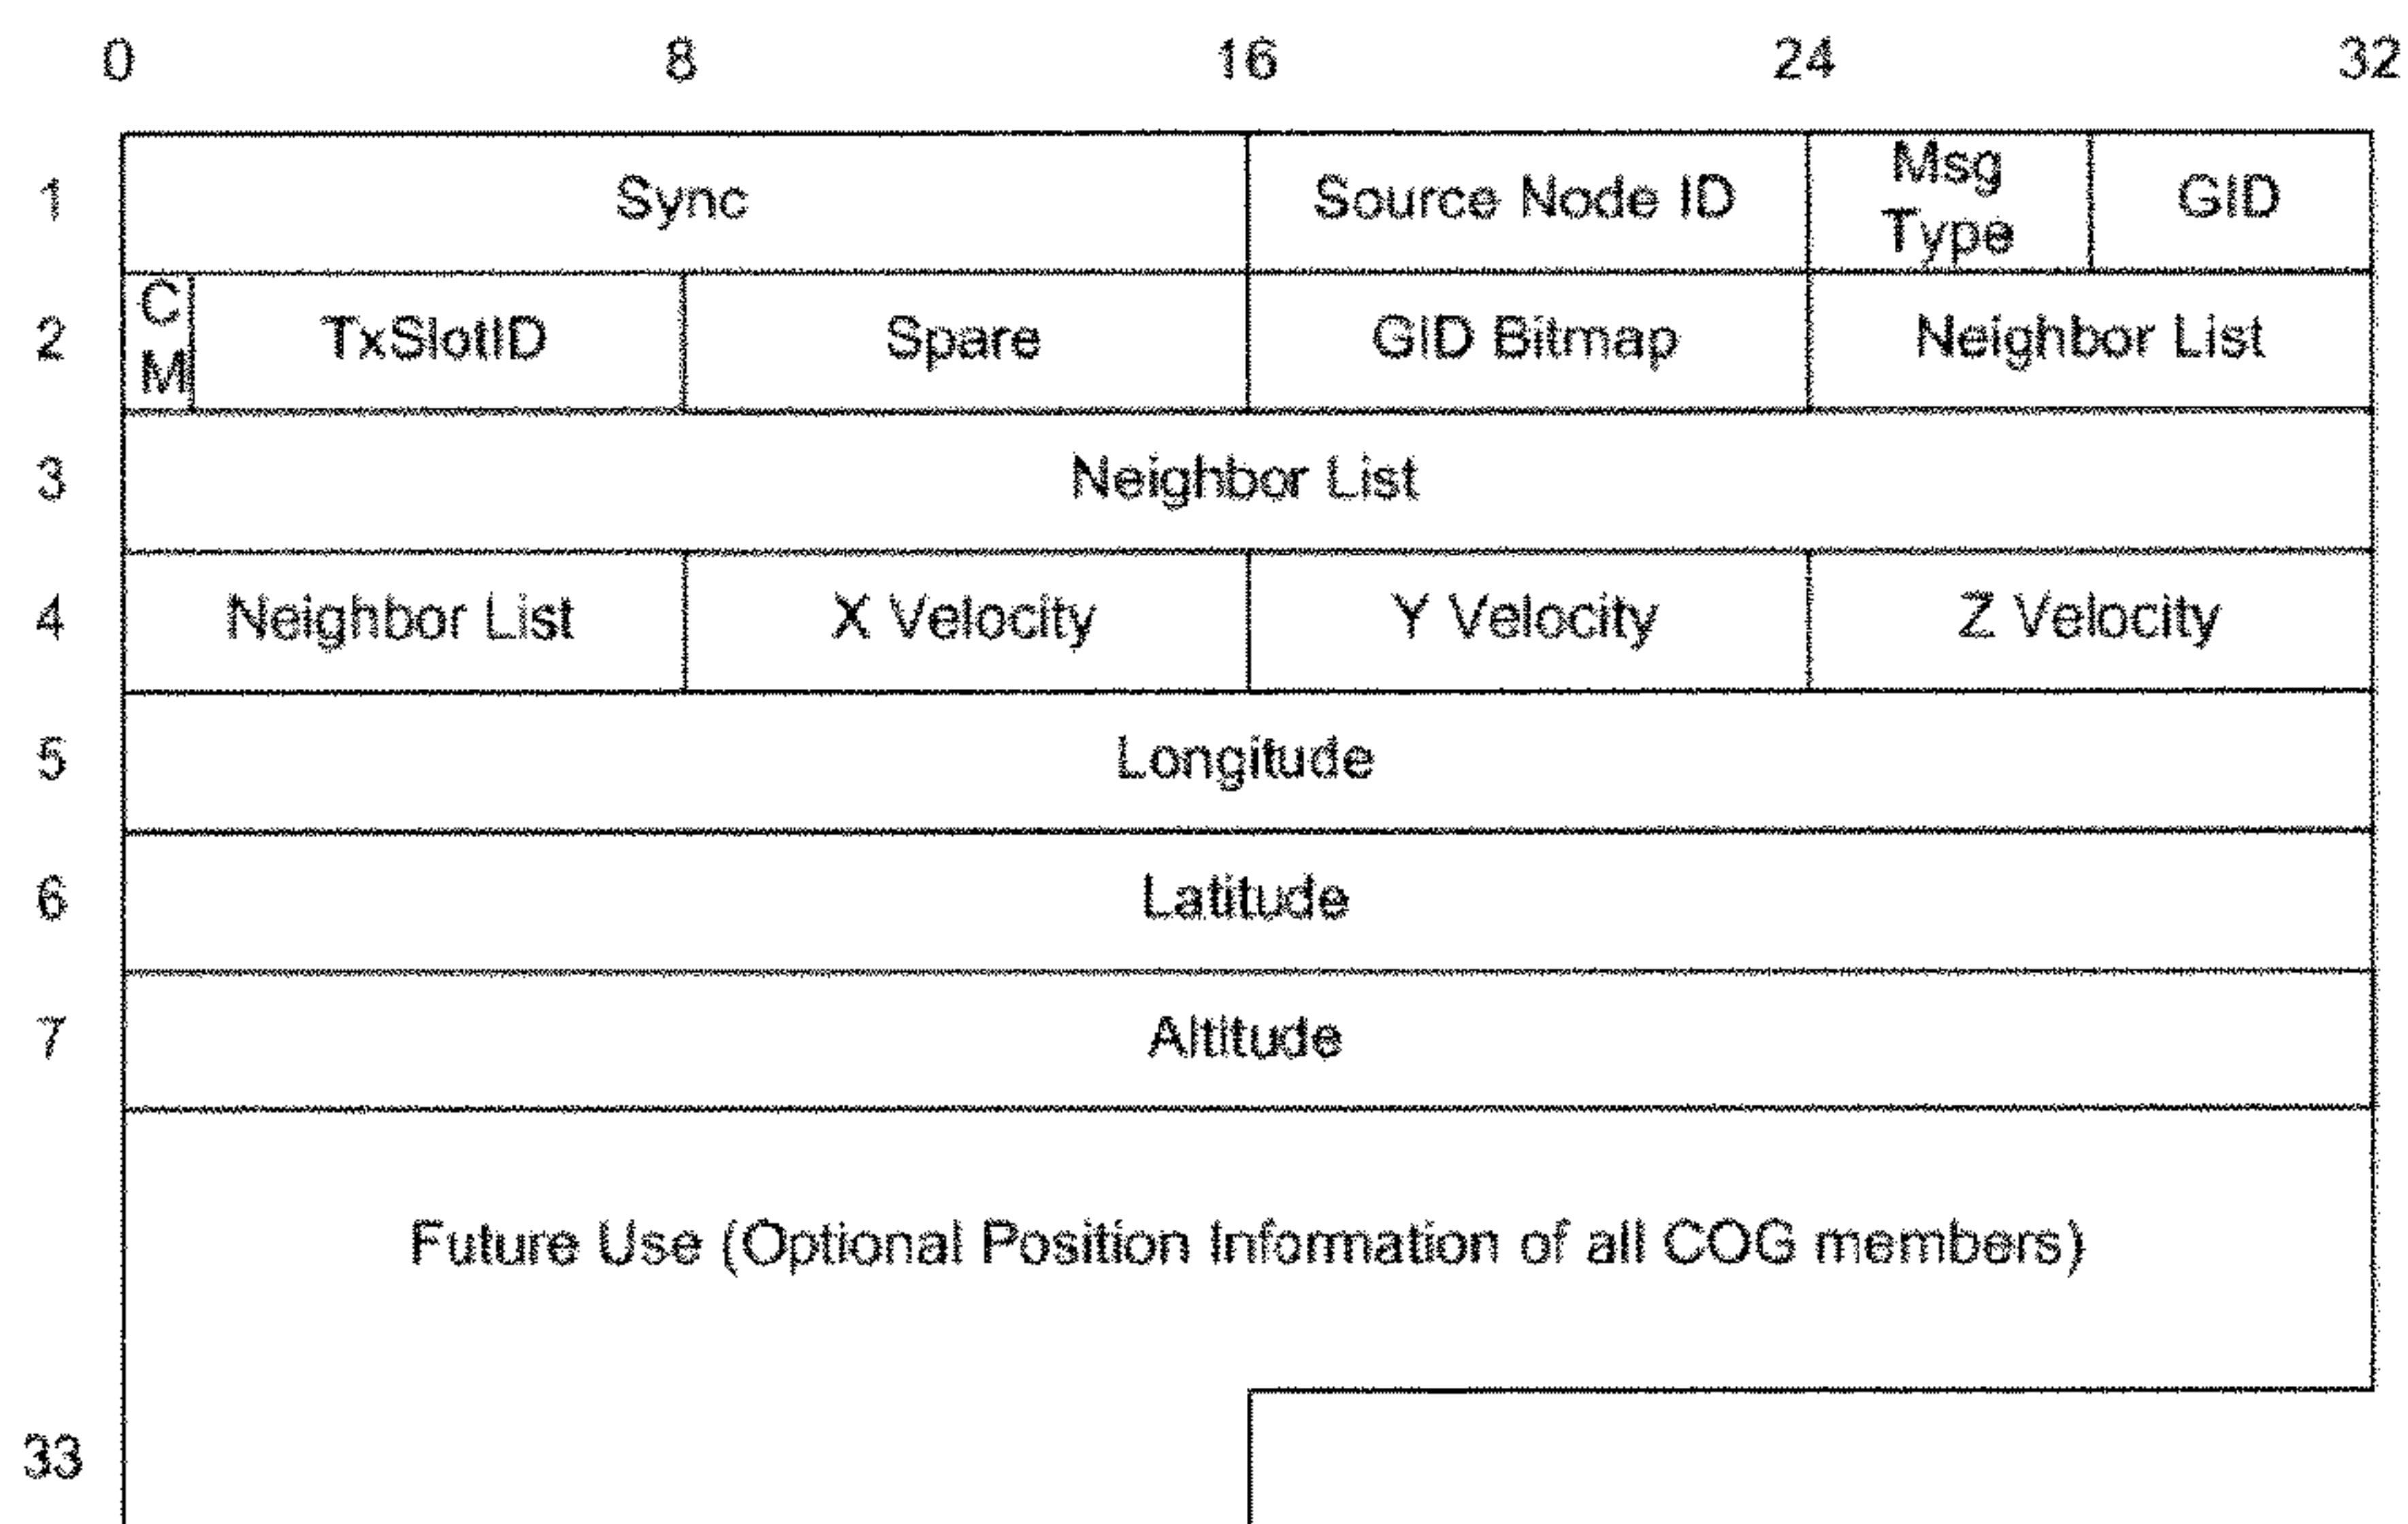 0 8 16 24 32
1 Sync Source Node ID Msg Type GID
2 CM TxSlotID Spare GID Bitmap Neighbor List
3 Neighbor List
4 Neighbor List X Velocity Y Velocity Z Velocity
5 Longitude
6 Latitude
7 Altitude
Future Use (Optional Position Information of all COG members)
33